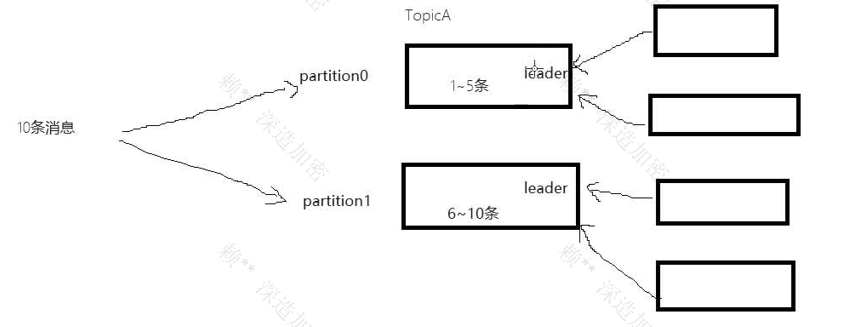 TopicA
partition0
leader
1~5条
10条消息
partition1
leader
6~10条
赖** 深造加密
赖** 深造加密
赖** 深造加密
赖** 深造加密